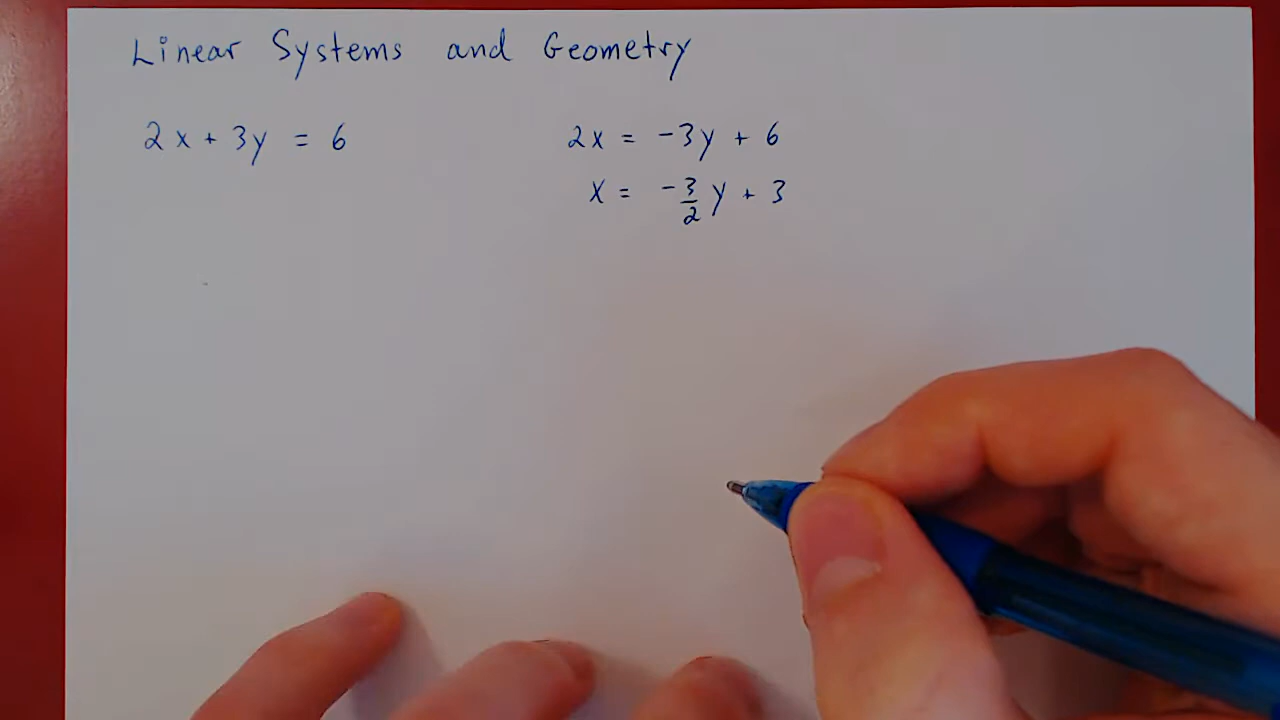 Linear Systems and Geometry
2x + 3y = 6
2x = -3y + 6
x = -3/2 y + 3